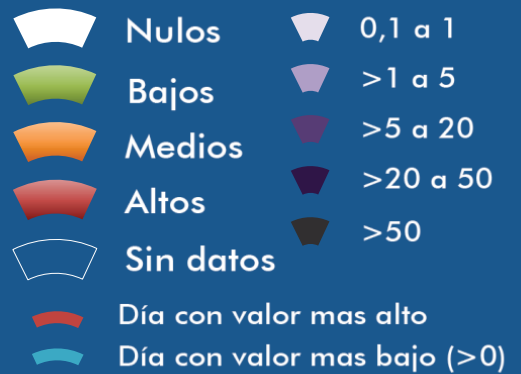 Nulos
Bajos
Medios
Altos
Sin datos
0,1 a 1
>1 a 5
>5 a 20
>20 a 50
>50
Día con valor mas alto
Día con valor mas bajo (>0)